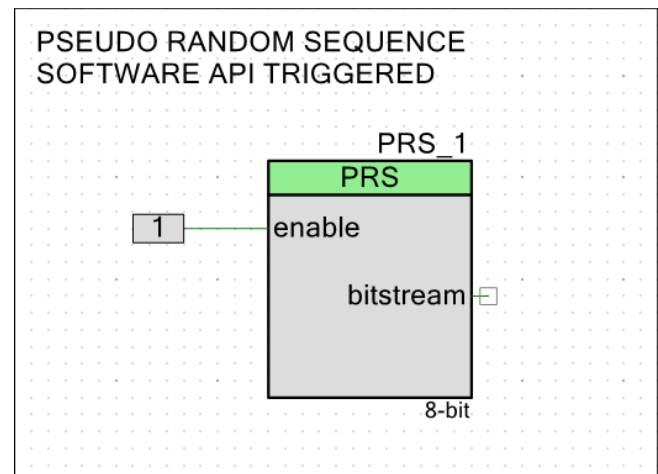 PSEUDO RANDOM SEQUENCE
SOFTWARE API TRIGGERED
PRS_1
PRS
1
enable
bitstream
8-bit